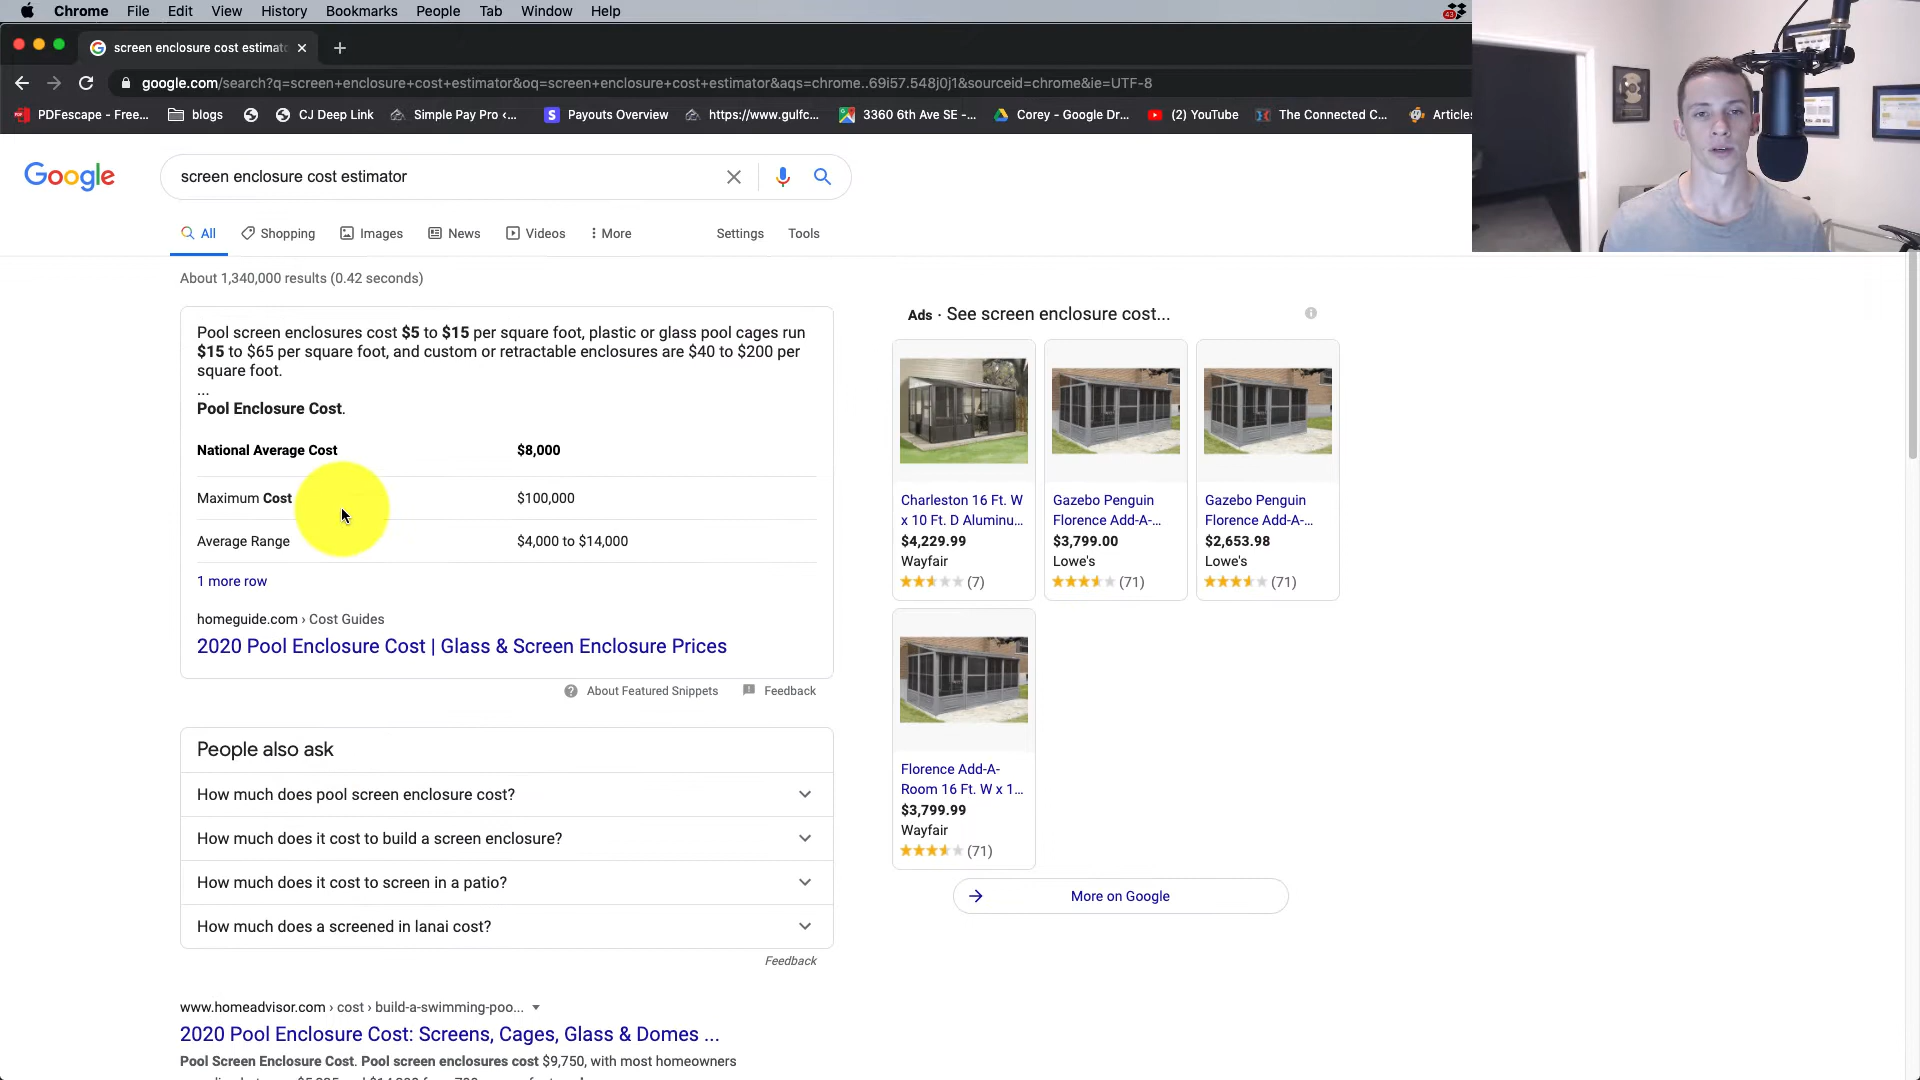 Chrome File Edit View History Bookmarks People Tab Window Help
43
screen enclosure cost estimato
google.com/search?q=screen+enclosure+cost+estimator&oq=screen+enclosure+cost+estimator&aqs=chrome..69i57.548j0j1&sourceid=chrome&ie=UTF-8
PDFescape - Free... blogs CJ Deep Link Simple Pay Pro <... S Payouts Overview https://www.gulfc... 3360 6th Ave SE -... Corey - Google Dr... (2) YouTube The Connected C... Articles
Google
screen enclosure cost estimator
All Shopping Images News Videos More Settings Tools
About 1,340,000 results (0.42 seconds)
Pool screen enclosures cost $5 to $15 per square foot, plastic or glass pool cages run
$15 to $65 per square foot, and custom or retractable enclosures are $40 to $200 per
square foot.
...
Pool Enclosure Cost.
National Average Cost $8,000
Maximum Cost $100,000
Average Range $4,000 to $14,000
1 more row
homeguide.com › Cost Guides
2020 Pool Enclosure Cost | Glass & Screen Enclosure Prices
About Featured Snippets Feedback
People also ask
How much does pool screen enclosure cost?
How much does it cost to build a screen enclosure?
How much does it cost to screen in a patio?
How much does a screened in lanai cost?
Feedback
www.homeadvisor.com › cost › build-a-swimming-poo...
2020 Pool Enclosure Cost: Screens, Cages, Glass & Domes ...
Pool Screen Enclosure Cost. Pool screen enclosures cost $9,750, with most homeowners
Ads · See screen enclosure cost...
Charleston 16 Ft. W
x 10 Ft. D Aluminu...
$4,229.99
Wayfair
(7)
Gazebo Penguin
Florence Add-A-...
$3,799.00
Lowe's
(71)
Gazebo Penguin
Florence Add-A-...
$2,653.98
Lowe's
(71)
Florence Add-A-
Room 16 Ft. W x 1...
$3,799.99
Wayfair
(71)
More on Google